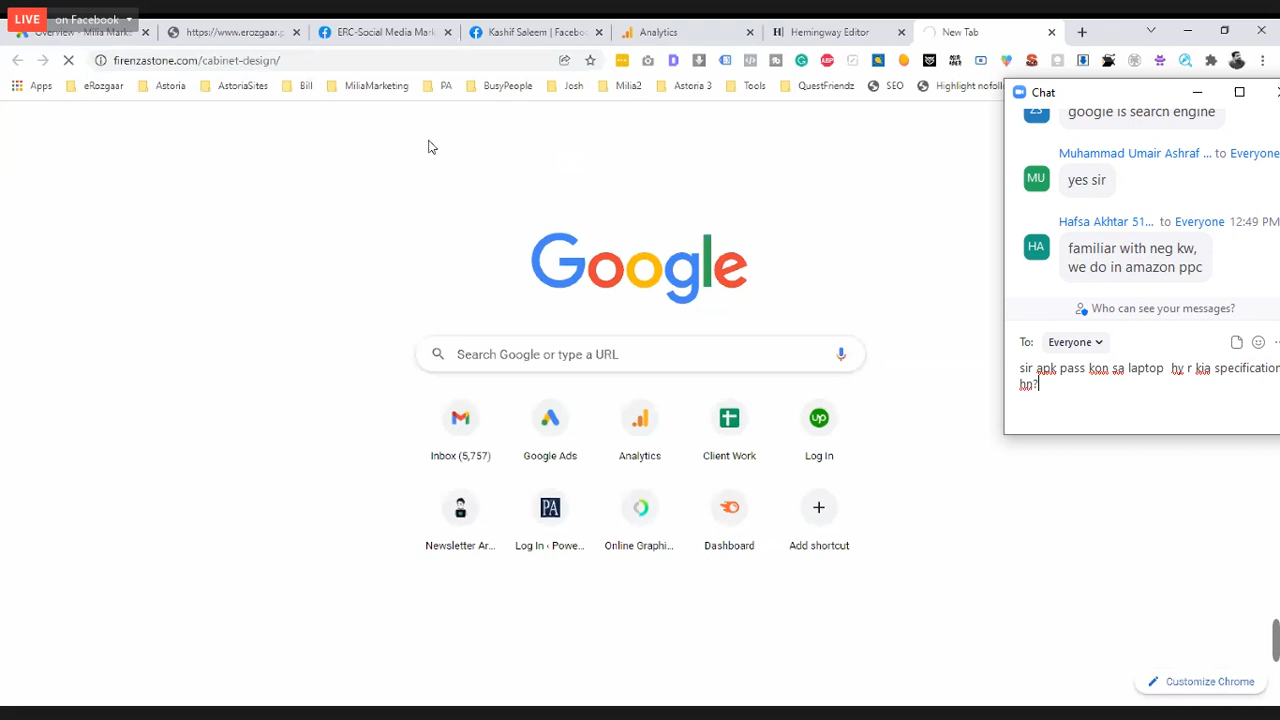 LIVE on Facebook
Overview - Milia Mark
https://www.erozgaar.p
ERC-Social Media Mar
Kashif Saleem | Facebo
Analytics
Hemingway Editor
New Tab
firenzastone.com/cabinet-design/
Apps
eRozgaar
Astoria
AstoriaSites
Bill
MiliaMarketing
PA
BusyPeople
Josh
Milia2
Astoria 3
Tools
QuestFriendz
SEO
Highlight nofoll
Chat
google is search engine
Muhammad Umair Ashraf ... to Everyone
MU
yes sir
Hafsa Akhtar 51... to Everyone 12:49 PM
HA
familiar with neg kw,
we do in amazon ppc
Who can see your messages?
To: Everyone
sir apk pass kon sa laptop hy r kia specification
hn?
Google
Search Google or type a URL
Inbox (5,757)
Google Ads
Analytics
Client Work
up
Log In
PA
Newsletter Ar...
Log In ‹ Powe...
Online Graphi...
Dashboard
Add shortcut
Customize Chrome